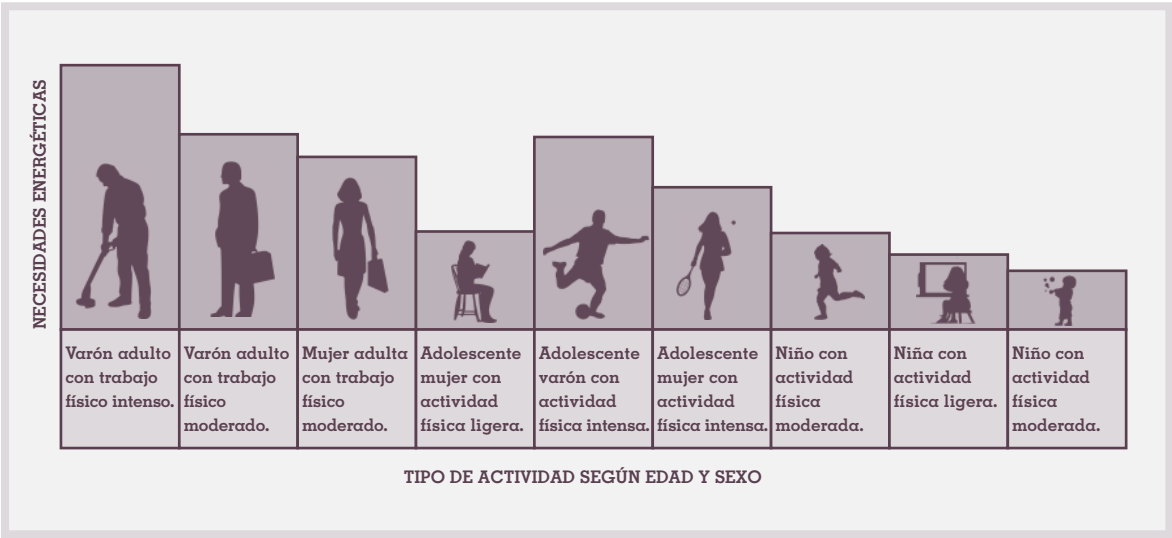 NECESIDADES ENERGÉTICAS
Varón adulto
con trabajo
físico intenso.
Varón adulto
con trabajo
físico
moderado.
Mujer adulta
con trabajo
físico
moderado.
Adolescente
mujer con
actividad
física ligera.
Adolescente
varón con
actividad
física intensa.
Adolescente
mujer con
actividad
física intensa.
Niño con
actividad
física
moderada.
Niña con
actividad
física ligera.
Niño con
actividad
física
moderada.
TIPO DE ACTIVIDAD SEGÚN EDAD Y SEXO